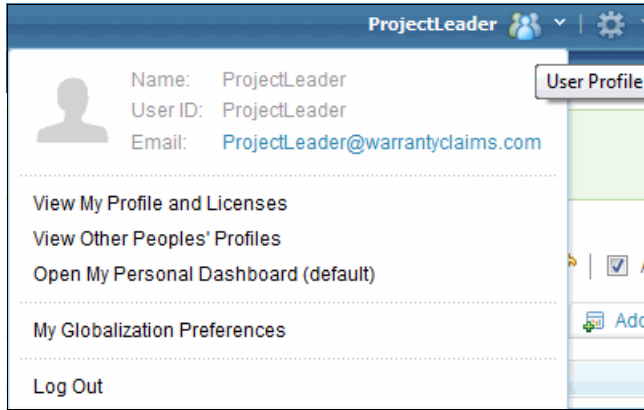 ProjectLeader
Name: ProjectLeader
User Profile
User ID: ProjectLeader
Email: ProjectLeader@warrantyclaims.com
View My Profile and Licenses
View Other Peoples' Profiles
Open My Personal Dashboard (default)
My Globalization Preferences
Log Out